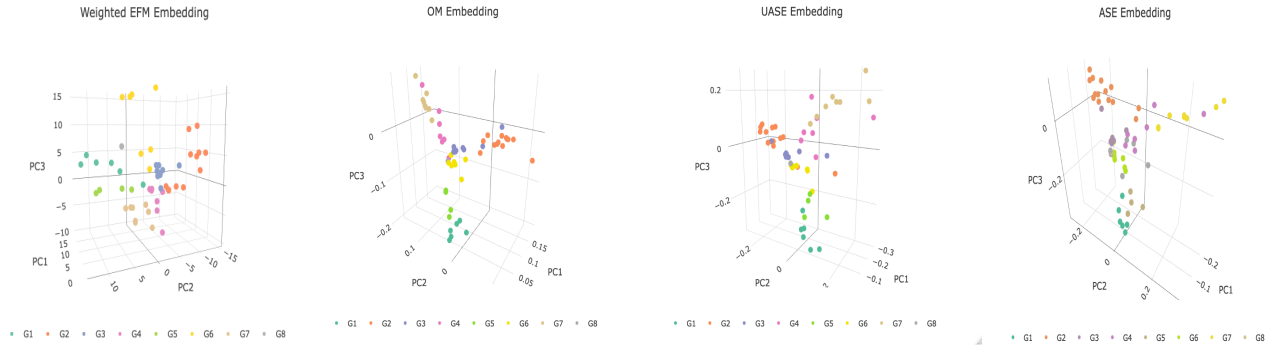 Weighted EFM Embedding
15
10
5
PC3
0
−5
−10
15
10
PC1
5
0
10
5
0
−5
−10
−15
PC2
G1 G2 G3 G4 G5 G6 G7 G8
OM Embedding
0
PC3
−0.1
−0.2
0.1
PC2
0
0.15
0.1
PC1
0.05
G1 G2 G3 G4 G5 G6 G7 G8
UASE Embedding
0.2
PC3
0
−0.2
−0.2
0
PC2
2
−0.3
−0.2
−0.1
PC1
G1 G2 G3 G4 G5 G6 G7 G8
ASE Embedding
0
PC3
−0.2
−0.2
0
PC2
0.2
−0.2
−0.1
PC1
G1 G2 G3 G4 G5 G6 G7 G8